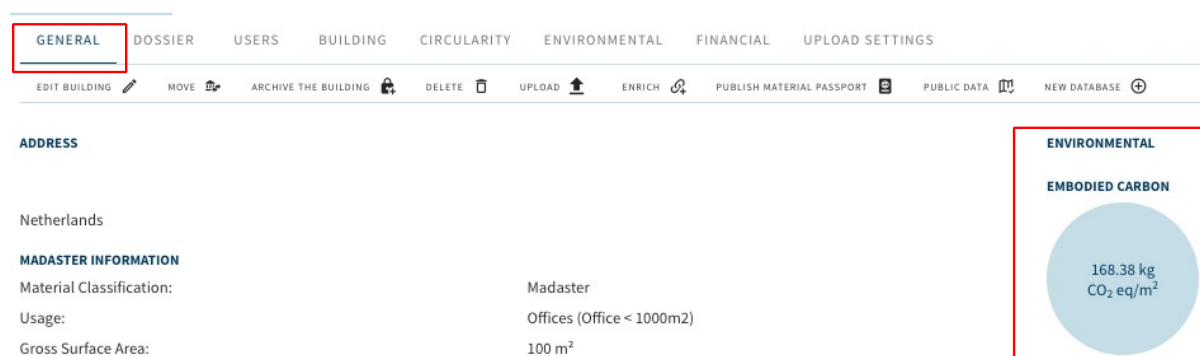 GENERAL DOSSIER USERS BUILDING CIRCULARITY ENVIRONMENTAL FINANCIAL UPLOAD SETTINGS
EDIT BUILDING MOVE ARCHIVE THE BUILDING DELETE UPLOAD ENRICH PUBLISH MATERIAL PASSPORT PUBLIC DATA NEW DATABASE
ADDRESS
Netherlands
MADASTER INFORMATION
Material Classification: Madaster
Usage: Offices (Office < 1000m2)
Gross Surface Area: 100 m²
ENVIRONMENTAL
EMBODIED CARBON
168.38 kg
CO₂ eq/m²